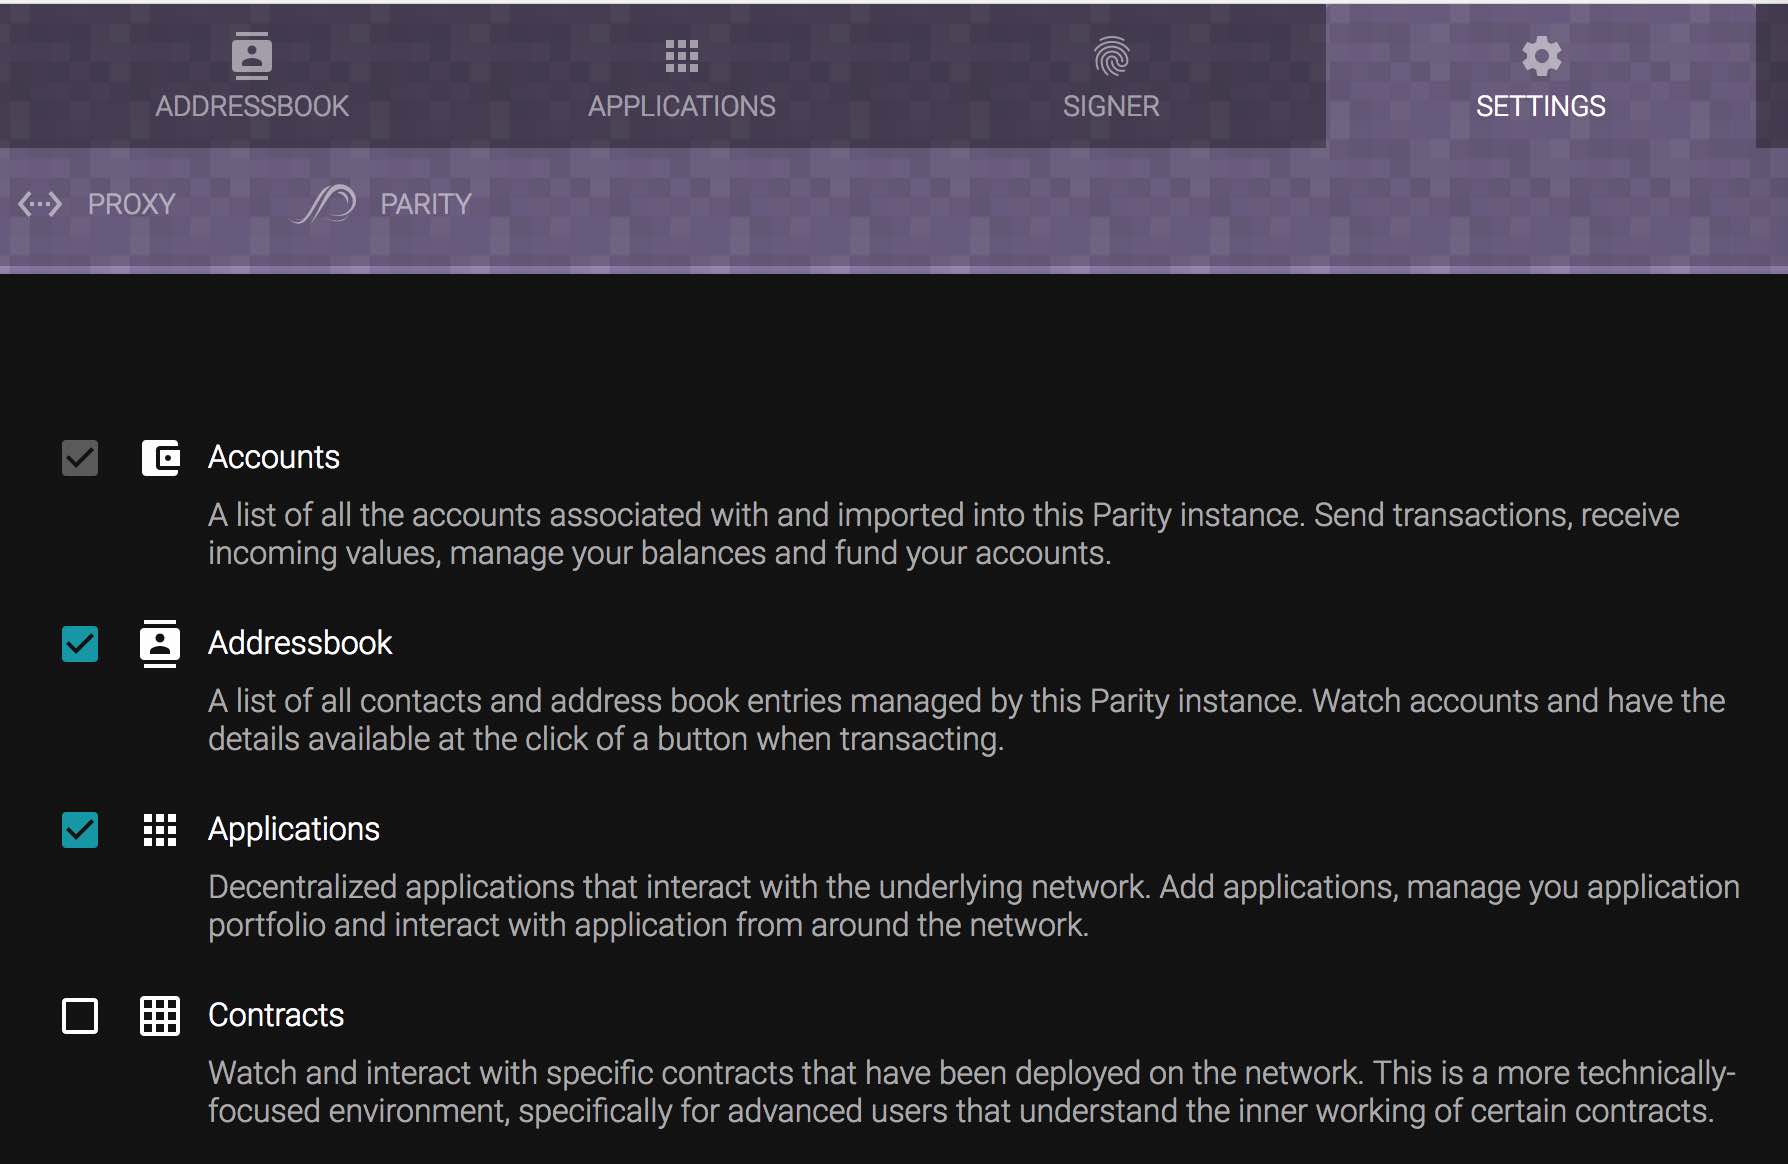 ADDRESSBOOK APPLICATIONS SIGNER SETTINGS
PROXY PARITY
Accounts
A list of all the accounts associated with and imported into this Parity instance. Send transactions, receive
incoming values, manage your balances and fund your accounts.
Addressbook
A list of all contacts and address book entries managed by this Parity instance. Watch accounts and have the
details available at the click of a button when transacting.
Applications
Decentralized applications that interact with the underlying network. Add applications, manage you application
portfolio and interact with application from around the network.
Contracts
Watch and interact with specific contracts that have been deployed on the network. This is a more technically-
focused environment, specifically for advanced users that understand the inner working of certain contracts.